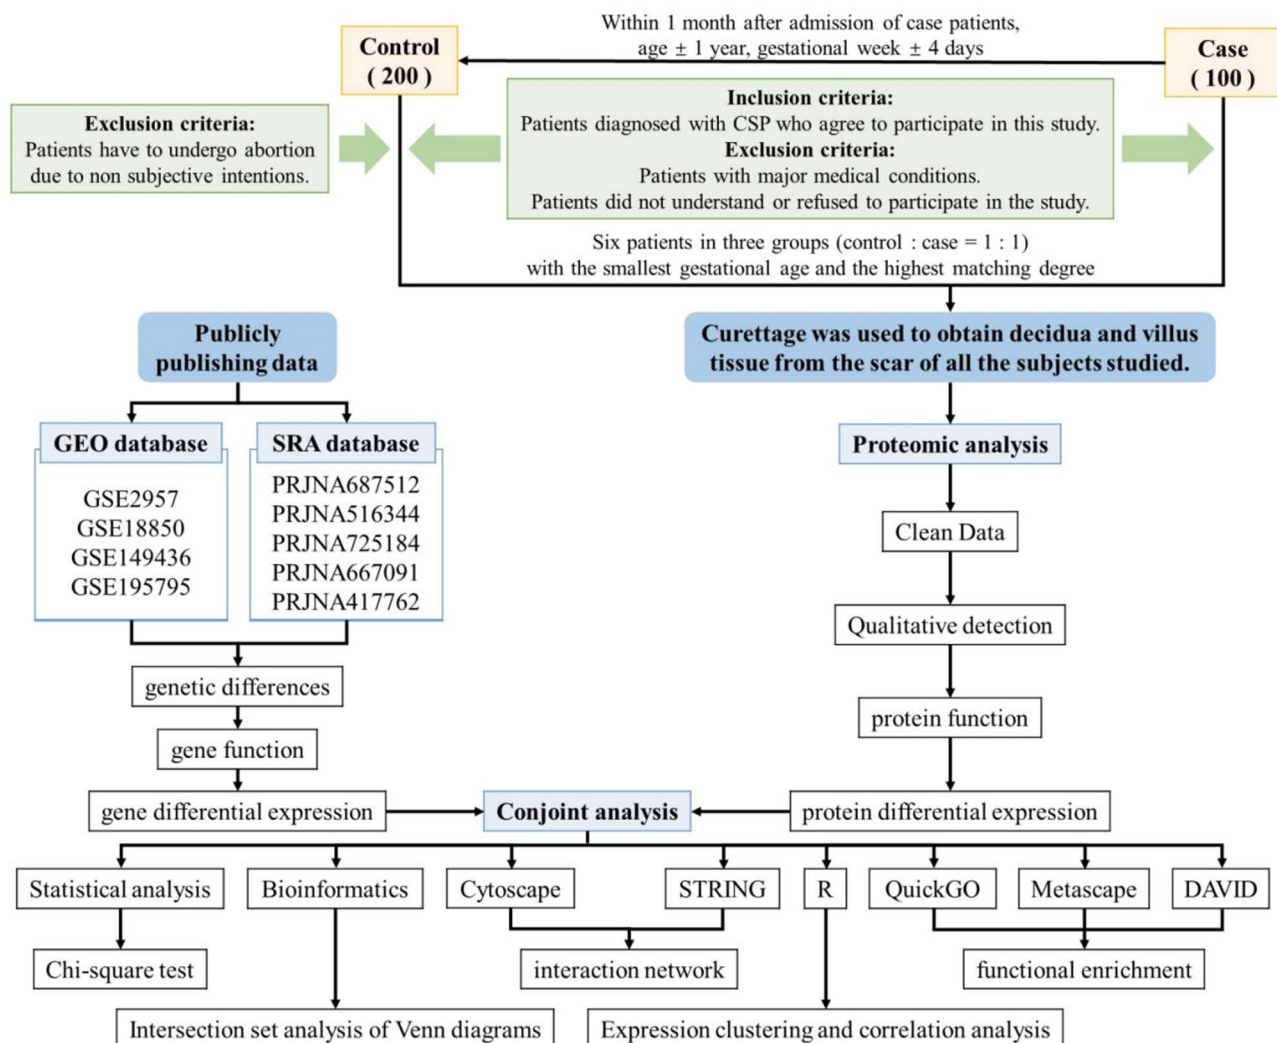 Within 1 month after admission of case patients,
age ± 1 year, gestational week ± 4 days
Control
( 200 )
Case
( 100 )
Exclusion criteria:
Patients have to undergo abortion
due to non subjective intentions.
Inclusion criteria:
Patients diagnosed with CSP who agree to participate in this study.
Exclusion criteria:
Patients with major medical conditions.
Patients did not understand or refused to participate in the study.
Six patients in three groups (control : case = 1 : 1)
with the smallest gestational age and the highest matching degree
Publicly
publishing data
Curettage was used to obtain decidua and villus
tissue from the scar of all the subjects studied.
GEO database
GSE2957
GSE18850
GSE149436
GSE195795
SRA database
PRJNA687512
PRJNA516344
PRJNA725184
PRJNA667091
PRJNA417762
Proteomic analysis
Clean Data
Qualitative detection
genetic differences
protein function
gene function
gene differential expression
Conjoint analysis
protein differential expression
Statistical analysis
Bioinformatics
Cytoscape
STRING
R
QuickGO
Metascape
DAVID
Chi-square test
interaction network
functional enrichment
Intersection set analysis of Venn diagrams
Expression clustering and correlation analysis